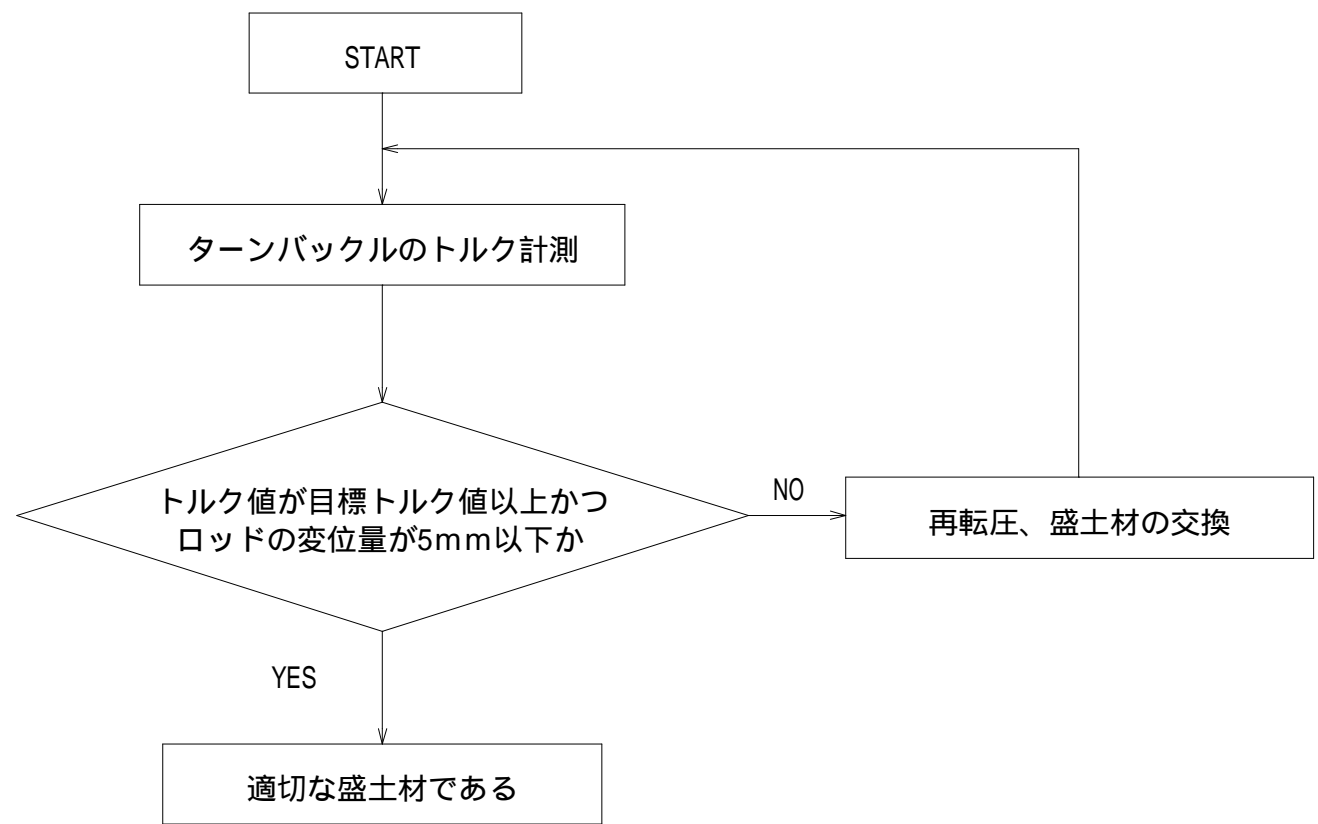 START
ターンバックルのトルク計測
トルク値が目標トルク値以上かつ
ロッドの変位量が5mm以下か
NO
再転圧、盛土材の交換
YES
適切な盛土材である